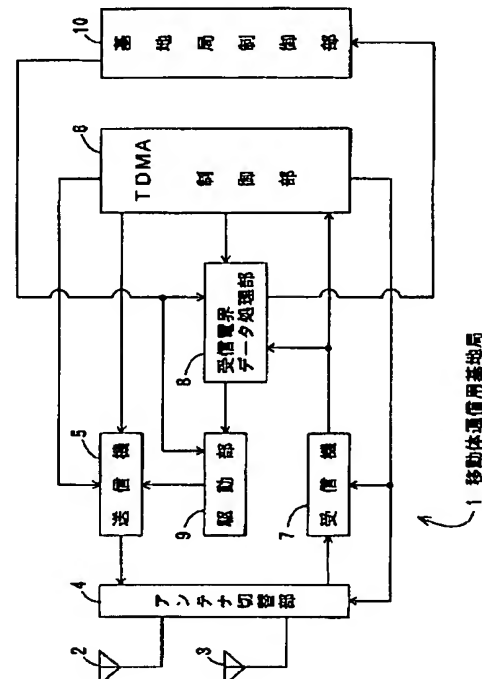 10
基地局制御部
6
TDMA
制御部
8
受信電界
データ処理部
5
送信機
9
駆動部
7
受信機
4
アンテナ切替部
2
3
1 移動体通信用基地局